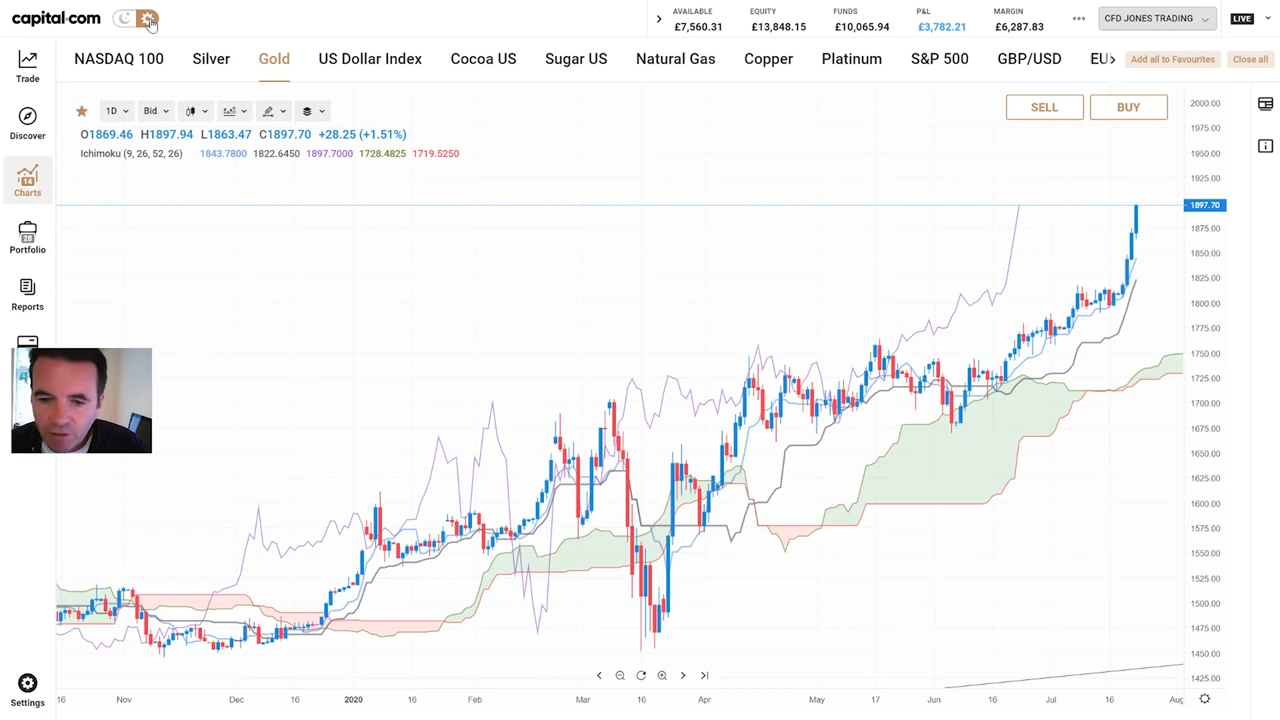 capital.com
AVAILABLE EQUITY FUNDS P&L MARGIN
£7,560.31 £13,848.15 £10,065.94 £3,782.21 £6,287.83
CFD JONES TRADING
LIVE
NASDAQ 100 Silver Gold US Dollar Index Cocoa US Sugar US Natural Gas Copper Platinum S&P 500 GBP/USD EU
Add all to Favourites Close all
Trade
Discover
14
Charts
28
Portfolio
Reports
Settings
1D Bid
SELL BUY
O1869.46 H1897.94 L1863.47 C1897.70 +28.25 (+1.51%)
Ichimoku (9, 26, 52, 26) 1843.7800 1822.6450 1897.7000 1728.4825 1719.5250
2000.00
1975.00
1950.00
1925.00
1897.70
1875.00
1850.00
1825.00
1800.00
1775.00
1750.00
1725.00
1700.00
1675.00
1650.00
1625.00
1600.00
1575.00
1550.00
1525.00
1500.00
1475.00
1450.00
1425.00
16 Nov Dec 16 2020 16 Feb Mar 16 Apr May 17 Jun 16 Jul 16 Aug